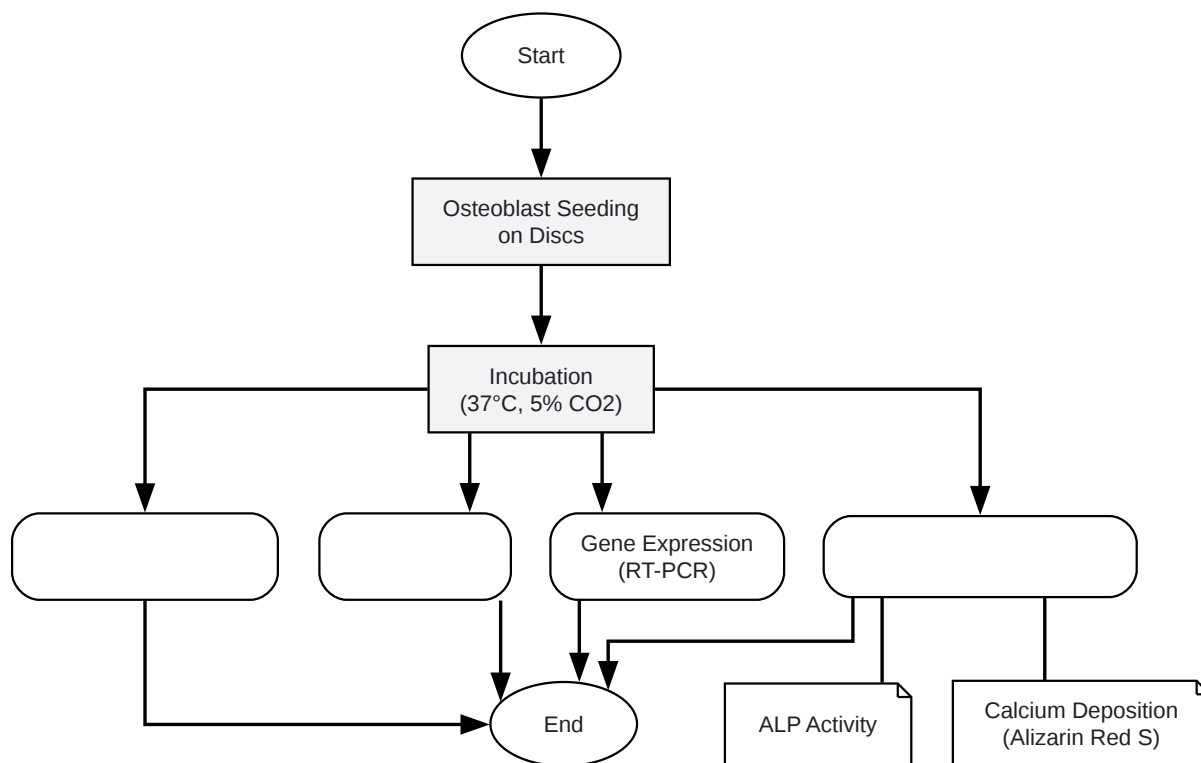 Start
Osteoblast Seeding
on Discs
Incubation
(37°C, 5% CO2)
Gene Expression
(RT-PCR)
End
ALP Activity
Calcium Deposition
(Alizarin Red S)